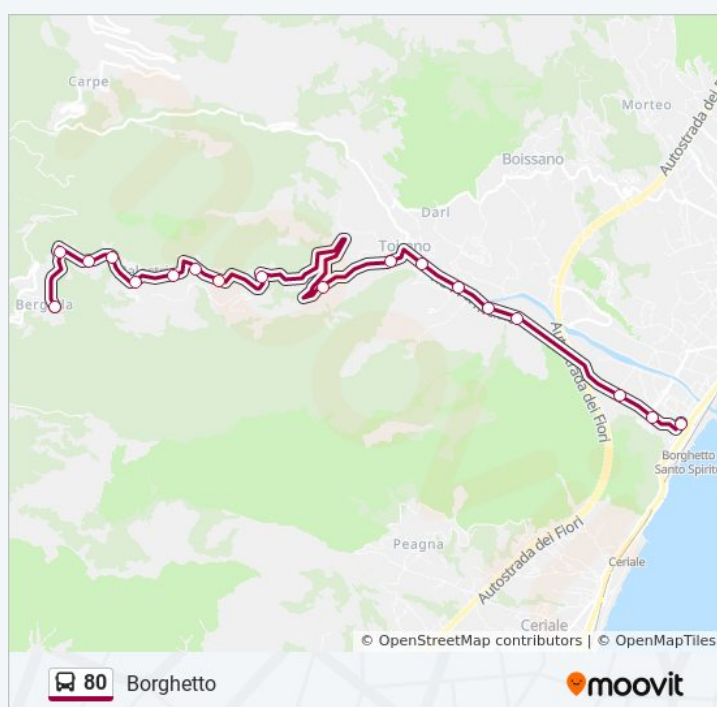 Carpe
Morteo
Autostrada dei
Boissano
Dari
Toirano
Autostrada dei Fiori
Borghetto
Santo Spirito
Peagna
Autostrada dei Fiori
Ceriale
Ceriale
© OpenStreetMap contributors | © OpenMapTiles
80 Borghetto
moovit